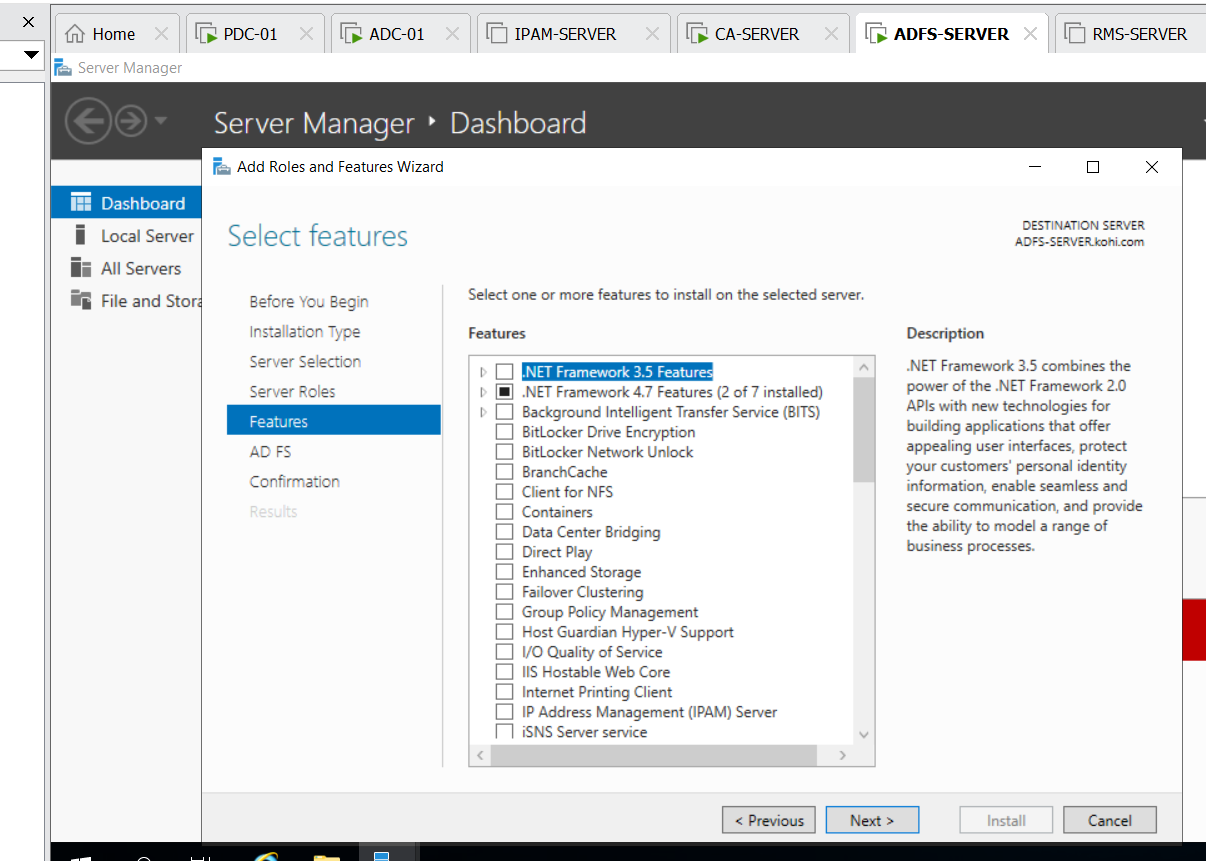 Home
PDC-01
ADC-01
IPAM-SERVER
CA-SERVER
ADFS-SERVER
RMS-SERVER
Server Manager
Server Manager • Dashboard
Add Roles and Features Wizard
Dashboard
Local Server
All Servers
File and Stora
Select features
DESTINATION SERVER
ADFS-SERVER.kohi.com
Before You Begin
Installation Type
Server Selection
Server Roles
Features
AD FS
Confirmation
Results
Select one or more features to install on the selected server.
Features
.NET Framework 3.5 Features
.NET Framework 4.7 Features (2 of 7 installed)
Background Intelligent Transfer Service (BITS)
BitLocker Drive Encryption
BitLocker Network Unlock
BranchCache
Client for NFS
Containers
Data Center Bridging
Direct Play
Enhanced Storage
Failover Clustering
Group Policy Management
Host Guardian Hyper-V Support
I/O Quality of Service
IIS Hostable Web Core
Internet Printing Client
IP Address Management (IPAM) Server
iSNS Server service
Description
.NET Framework 3.5 combines the
power of the .NET Framework 2.0
APIs with new technologies for
building applications that offer
appealing user interfaces, protect
your customers' personal identity
information, enable seamless and
secure communication, and provide
the ability to model a range of
business processes.
< Previous
Next >
Install
Cancel